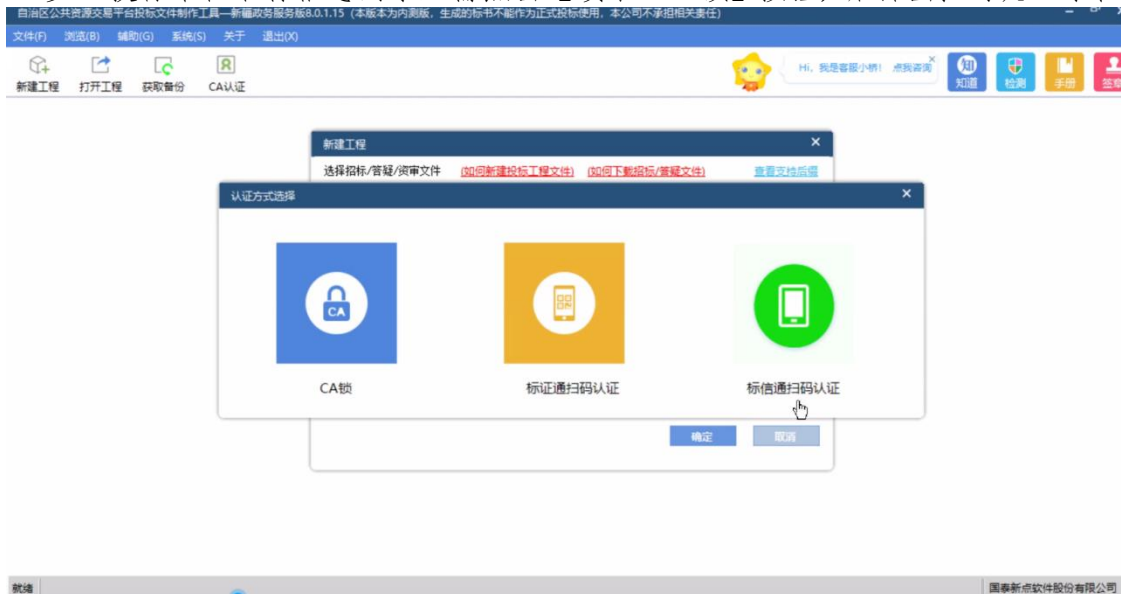 自治区公共资源交易平台投标文件制作工具—新疆政务服务版8.0.1.15（本版本为内测版，生成的标书不能作为正式投标使用，本公司不承担相关责任）
文件(F) 浏览(B) 辅助(G) 系统(S) 关于 退出(X)
新建工程 打开工程 获取备份 CA认证
Hi，我是客服小桥！ 点我咨询
知
知道 检测 手册 签章
新建工程
选择招标/答疑/资审文件 (如何新建投标工程文件) (如何下载招标/答疑文件) 查看支持后缀
认证方式选择
CA
CA锁 标证通扫码认证 标信通扫码认证
确定 取消
就绪 国泰新点软件股份有限公司